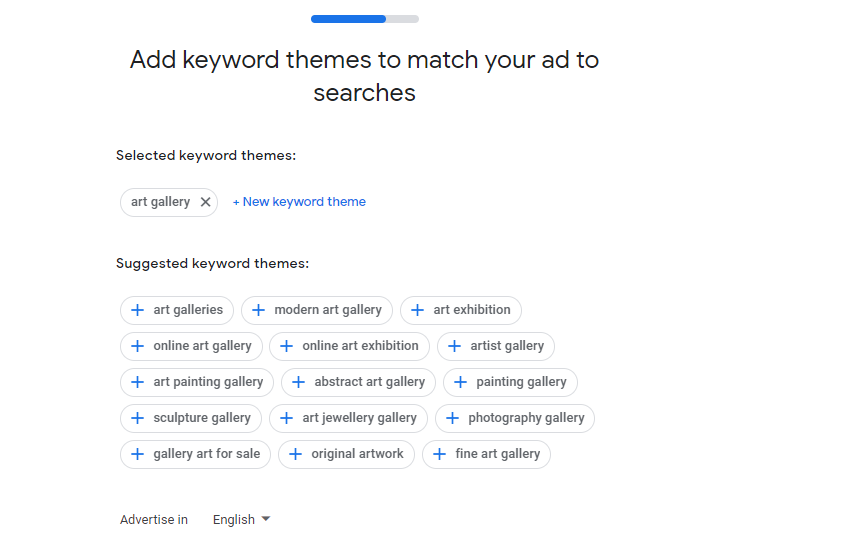 Add keyword themes to match your ad to
searches
Selected keyword themes:
art gallery + New keyword theme
Suggested keyword themes:
+ art galleries + modern art gallery + art exhibition
+ online art gallery + online art exhibition + artist gallery
+ art painting gallery + abstract art gallery + painting gallery
+ sculpture gallery + art jewellery gallery + photography gallery
+ gallery art for sale + original artwork + fine art gallery
Advertise in English